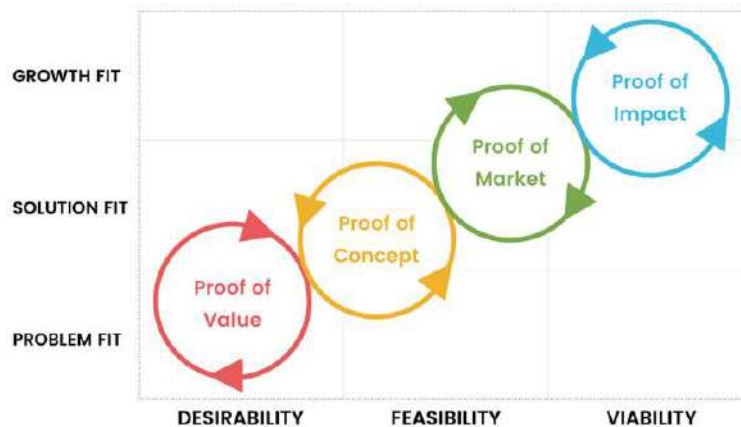 GROWTH FIT
Proof of
Impact
Proof of
Market
SOLUTION FIT
Proof of
Concept
Proof of
Value
PROBLEM FIT
DESIRABILITY
FEASIBILITY
VIABILITY